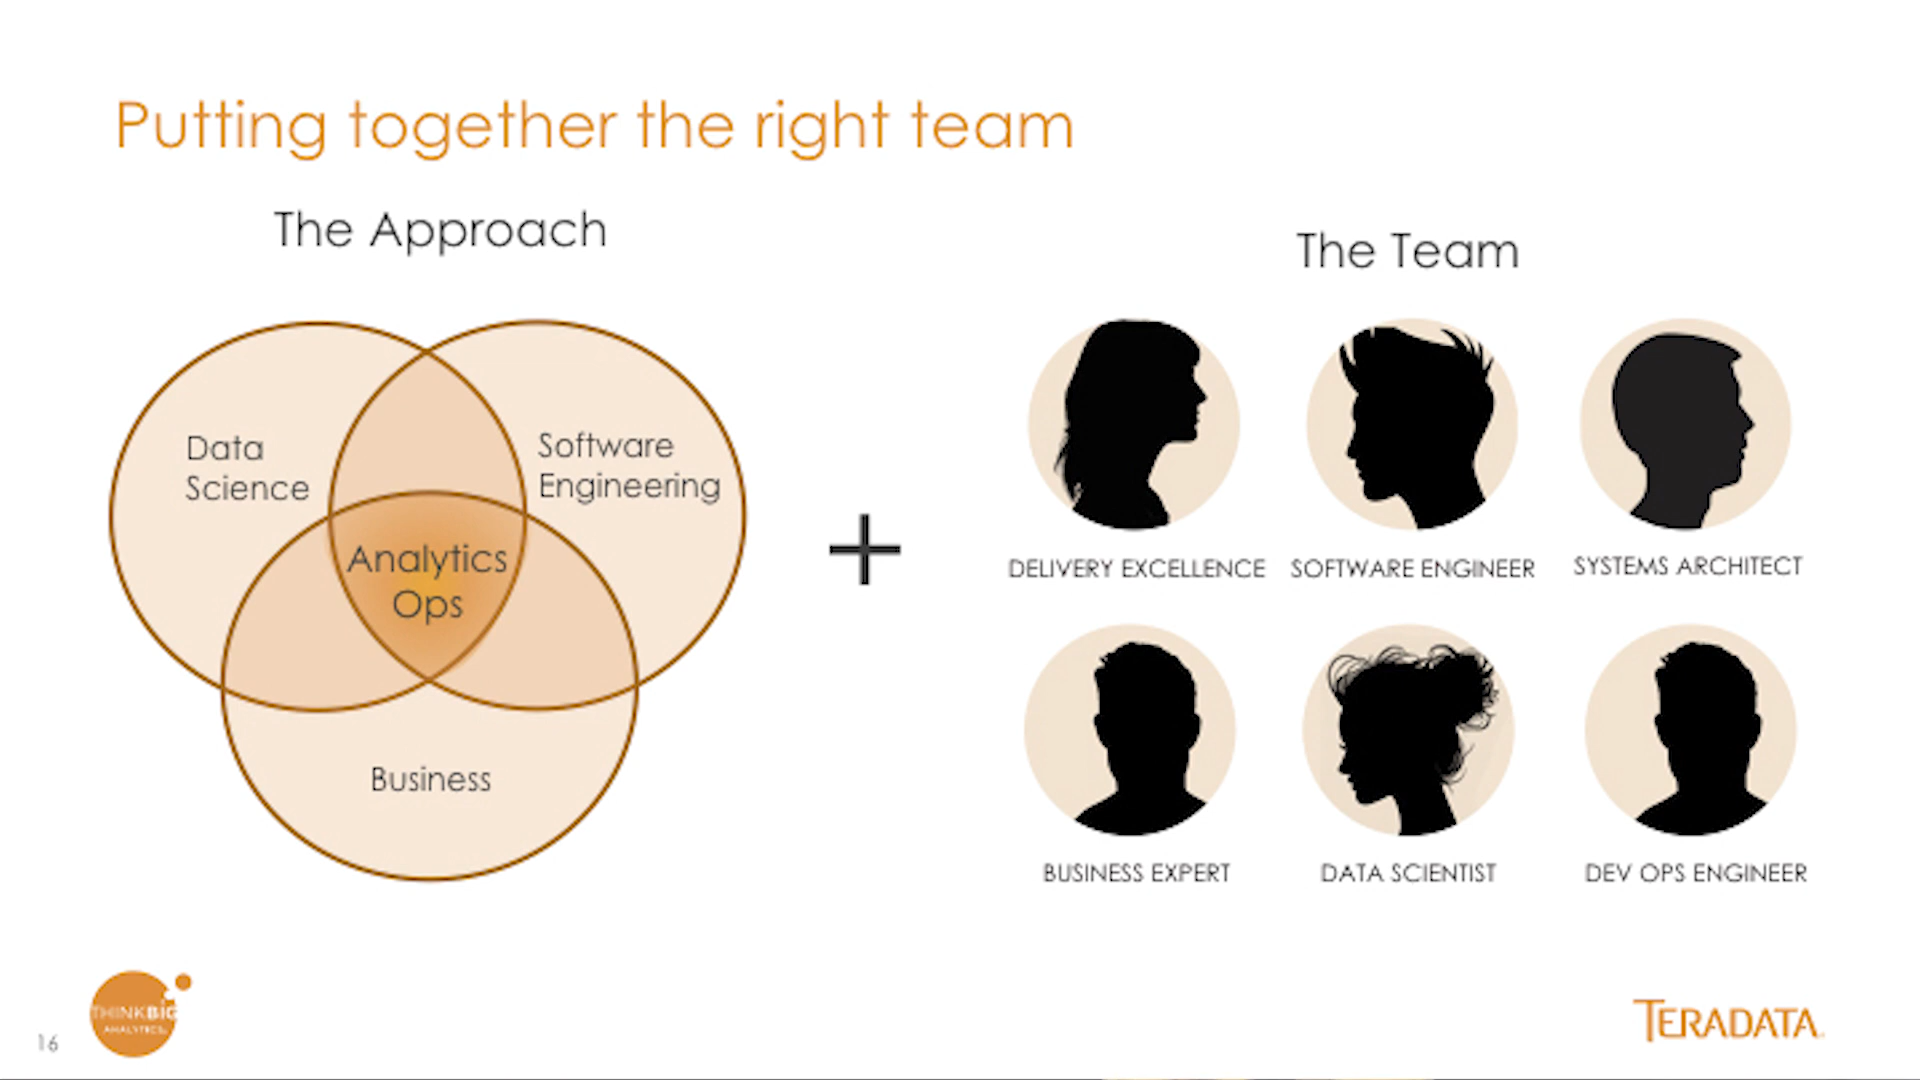 Putting together the right team
The Approach
Data
Science
Software
Engineering
Analytics
Ops
Business
+
The Team
DELIVERY EXCELLENCE
SOFTWARE ENGINEER
SYSTEMS ARCHITECT
BUSINESS EXPERT
DATA SCIENTIST
DEV OPS ENGINEER
16
THINKBIG
ANALYTICS
TERADATA